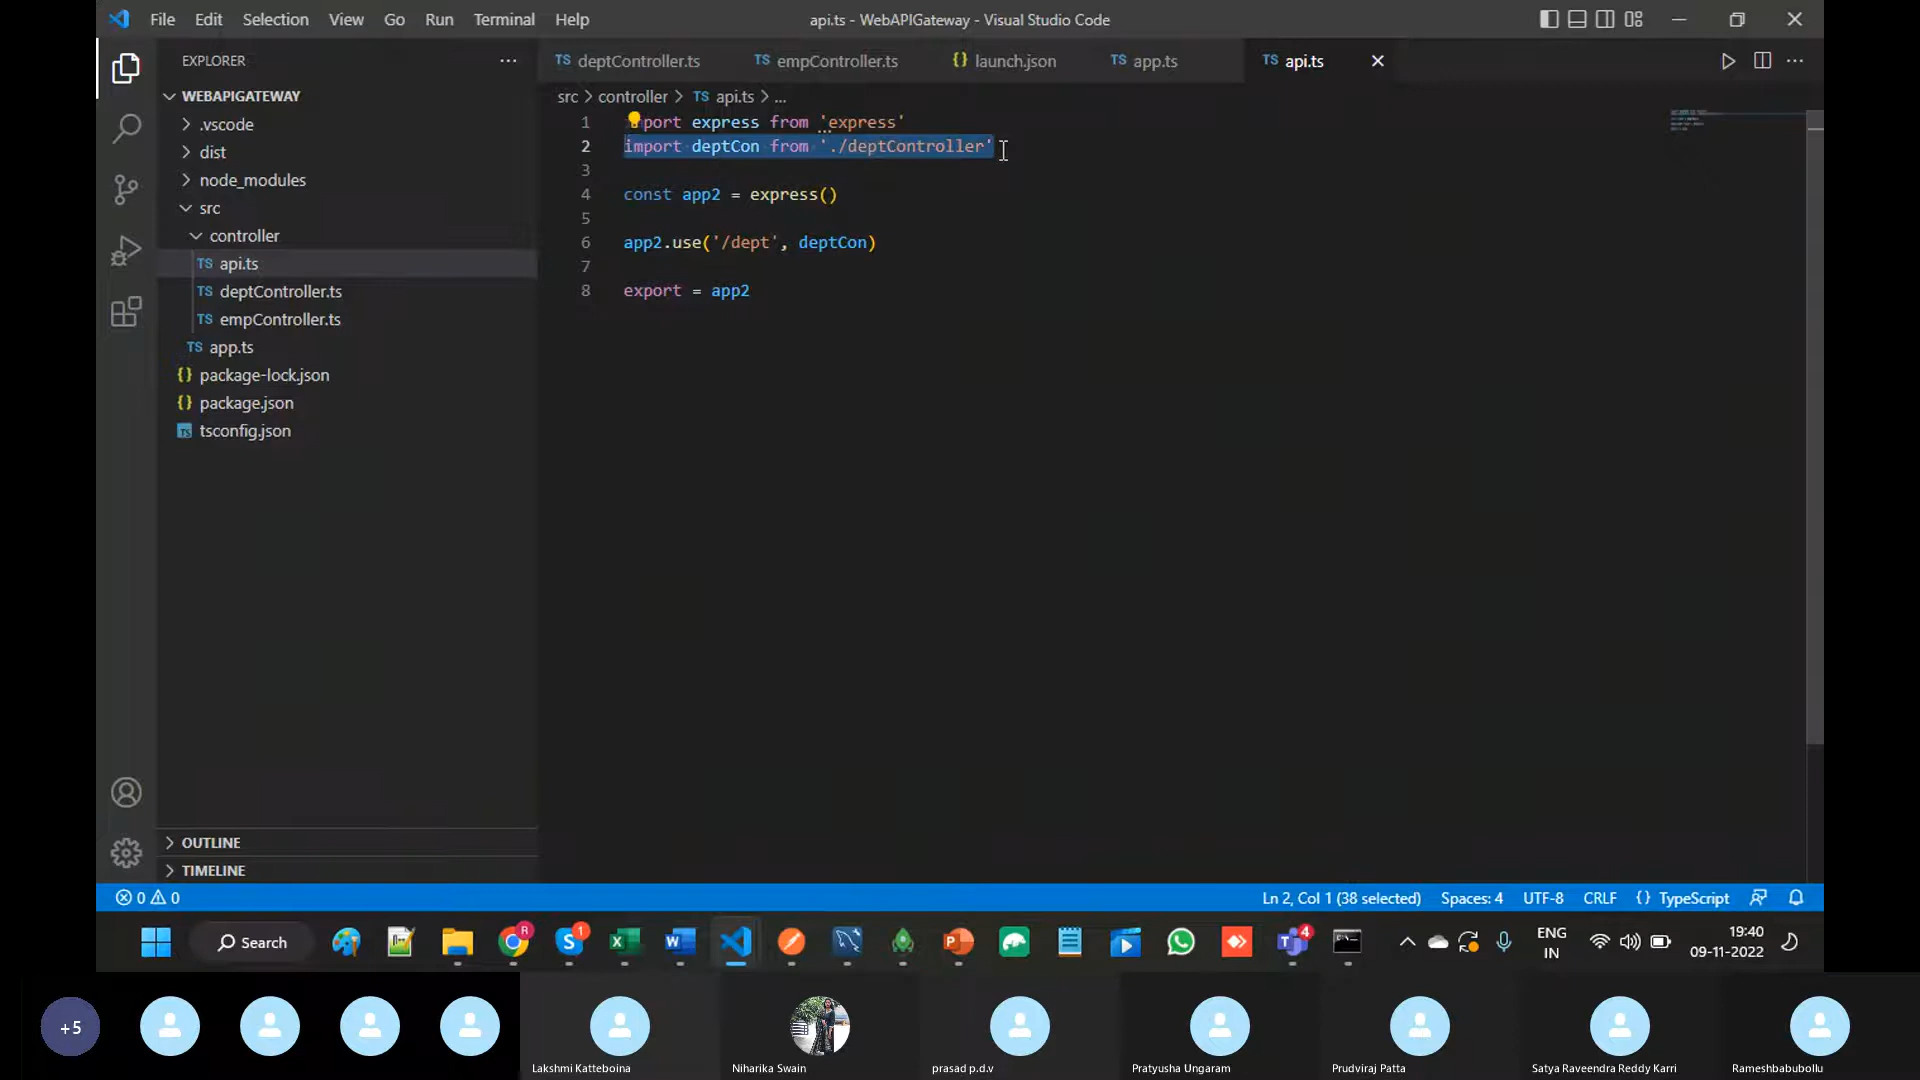 File Edit Selection View Go Run Terminal Help
api.ts - WebAPIGateway - Visual Studio Code
EXPLORER
WEBAPIGATEWAY
.vscode
dist
node_modules
src
controller
TS api.ts
TS deptController.ts
TS empController.ts
TS app.ts
{} package-lock.json
{} package.json
TS tsconfig.json
OUTLINE
TIMELINE
TS deptController.ts
TS empController.ts
{} launch.json
TS app.ts
TS api.ts
src > controller > TS api.ts > ...
1 port express from 'express'
2 import deptCon from './deptController'
3
4 const app2 = express()
5
6 app2.use('/dept', deptCon)
7
8 export = app2
0 0
Ln 2, Col 1 (38 selected) Spaces: 4 UTF-8 CRLF {} TypeScript
Search
R
1
4
ENG
IN
19:40
09-11-2022
+5
Lakshmi Katteboina
Niharika Swain
prasad p.d.v
Pratyusha Ungaram
Prudviraj Patta
Satya Raveendra Reddy Karri
Rameshbabubollu